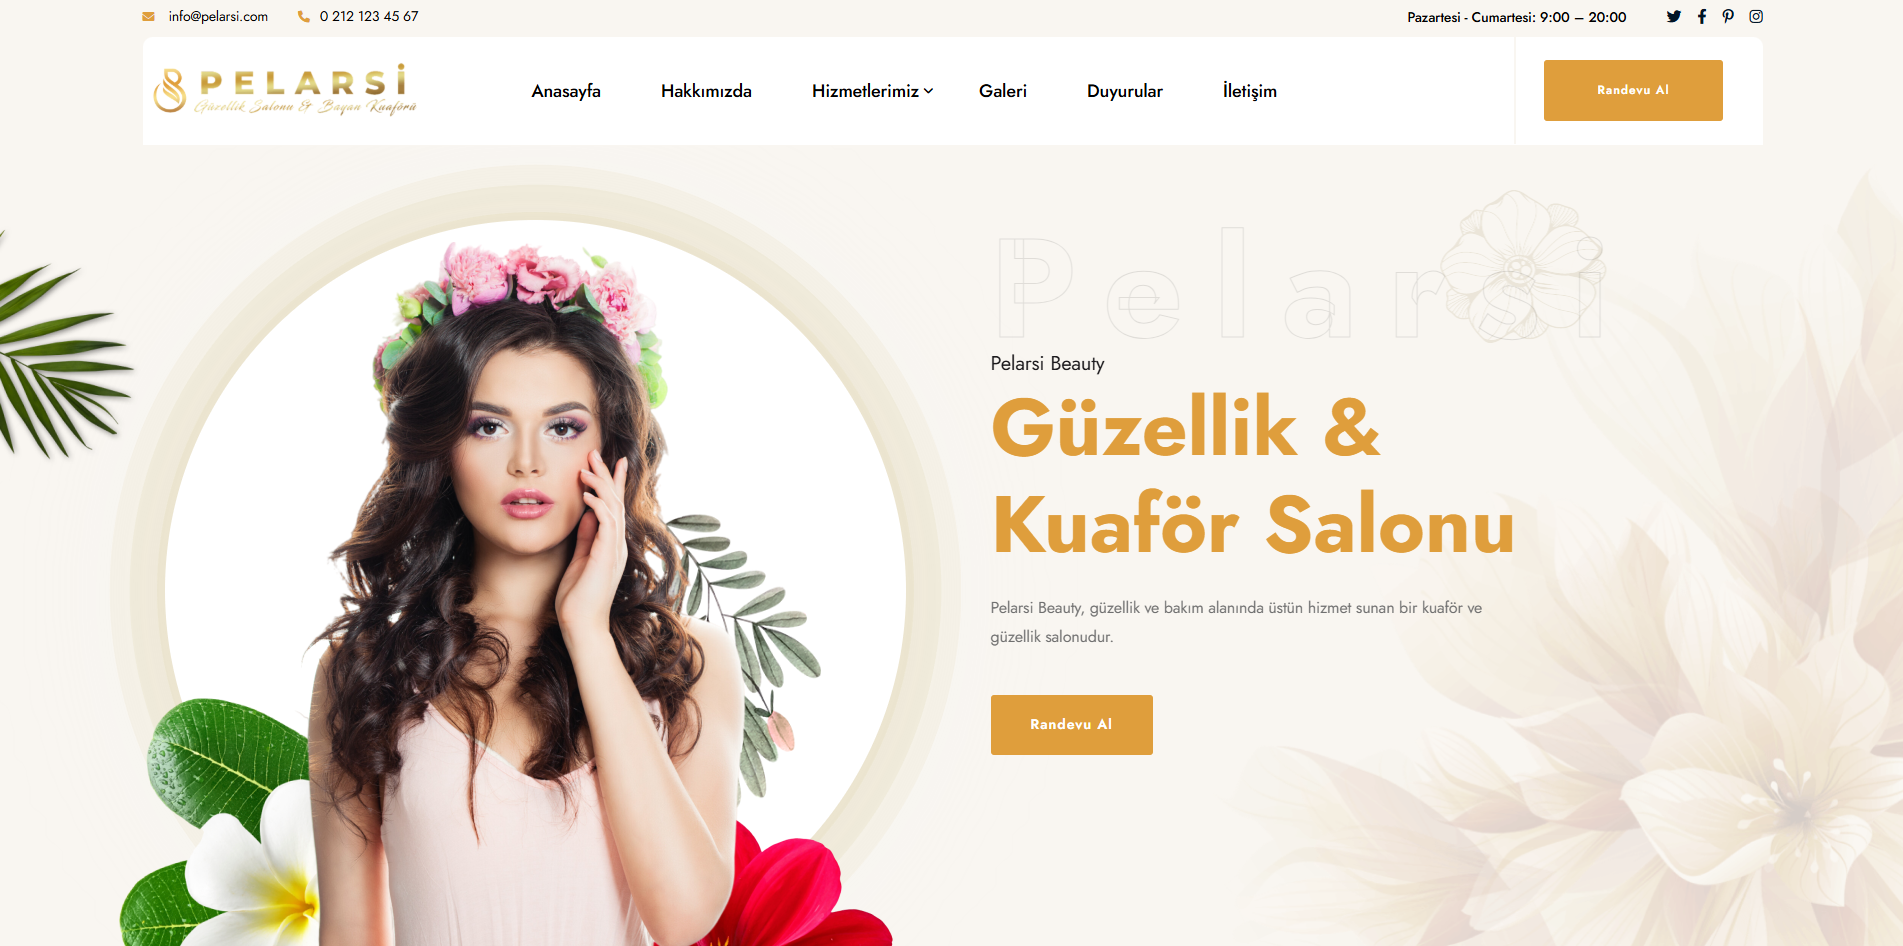 info@pelarsi.com
0 212 123 45 67
Pazartesi - Cumartesi: 9:00 – 20:00
PELARSİ
Güzellik Salonu & Bayan Kuaförü
Anasayfa
Hakkımızda
Hizmetlerimiz
Galeri
Duyurular
İletişim
Randevu Al
Pelarsi
Pelarsi Beauty
Güzellik &
Kuaför Salonu
Pelarsi Beauty, güzellik ve bakım alanında üstün hizmet sunan bir kuaför ve
güzellik salonudur.
Randevu Al